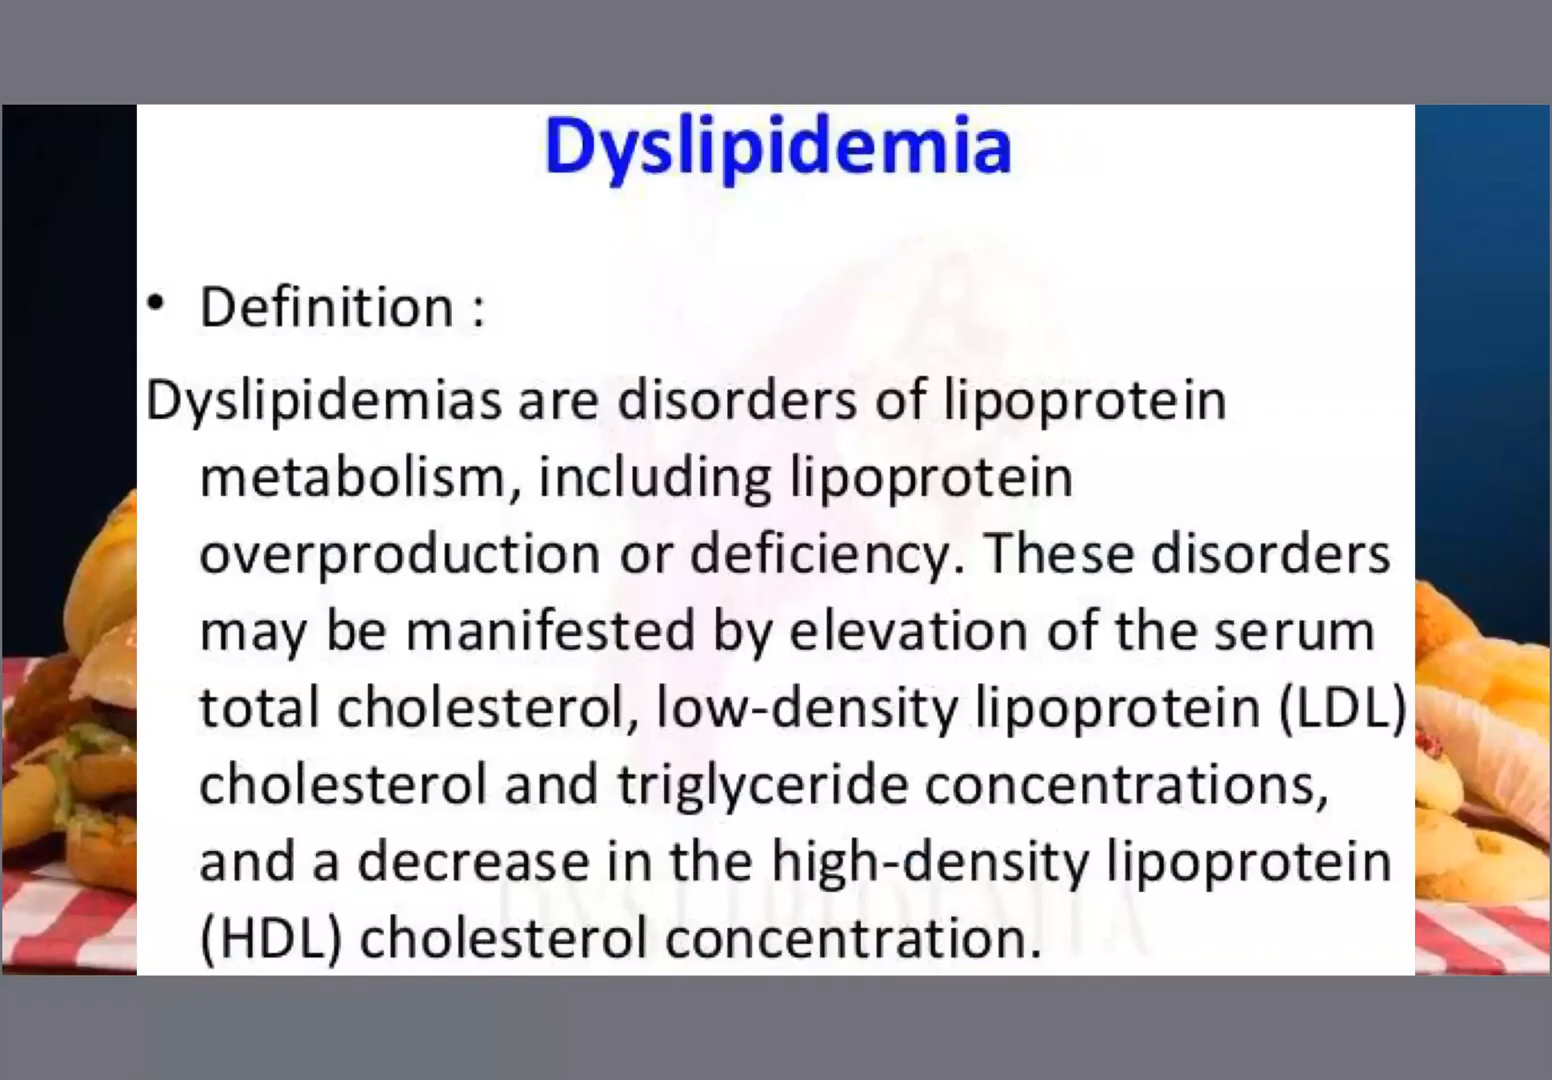 Dyslipidemia
• Definition :
Dyslipidemias are disorders of lipoprotein
metabolism, including lipoprotein
overproduction or deficiency. These disorders
may be manifested by elevation of the serum
total cholesterol, low-density lipoprotein (LDL)
cholesterol and triglyceride concentrations,
and a decrease in the high-density lipoprotein
(HDL) cholesterol concentration.
DYSLIPIDEMIA